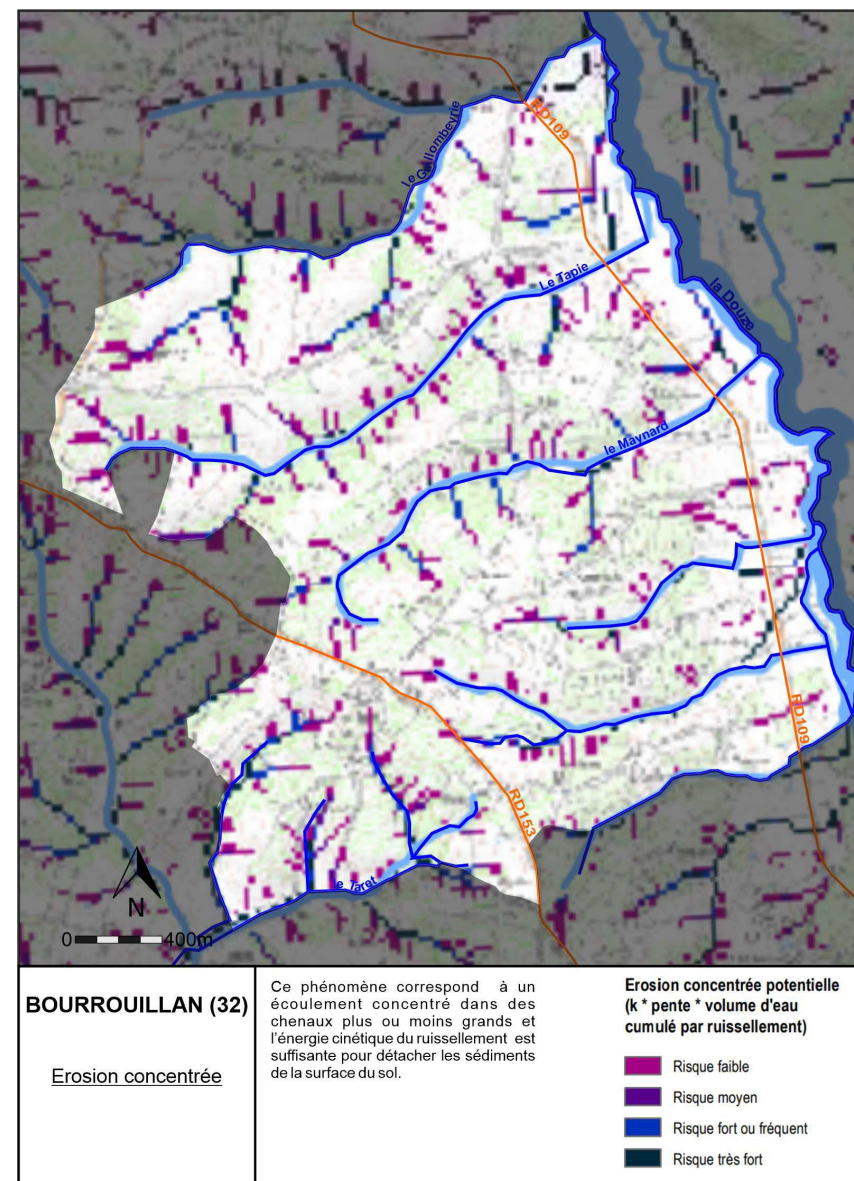 RD109
le Gaillombeyrie
Le Tapie
la Douze
le Maynard
RD109
RD153
le Taret
N
0 400m
BOURROUILLAN (32)
Erosion concentrée
Ce phénomène correspond à un
écoulement concentré dans des
chenaux plus ou moins grands et
l'énergie cinétique du ruissellement est
suffisante pour détacher les sédiments
de la surface du sol.
Erosion concentrée potentielle
(k * pente * volume d'eau
cumulé par ruissellement)
Risque faible
Risque moyen
Risque fort ou fréquent
Risque très fort